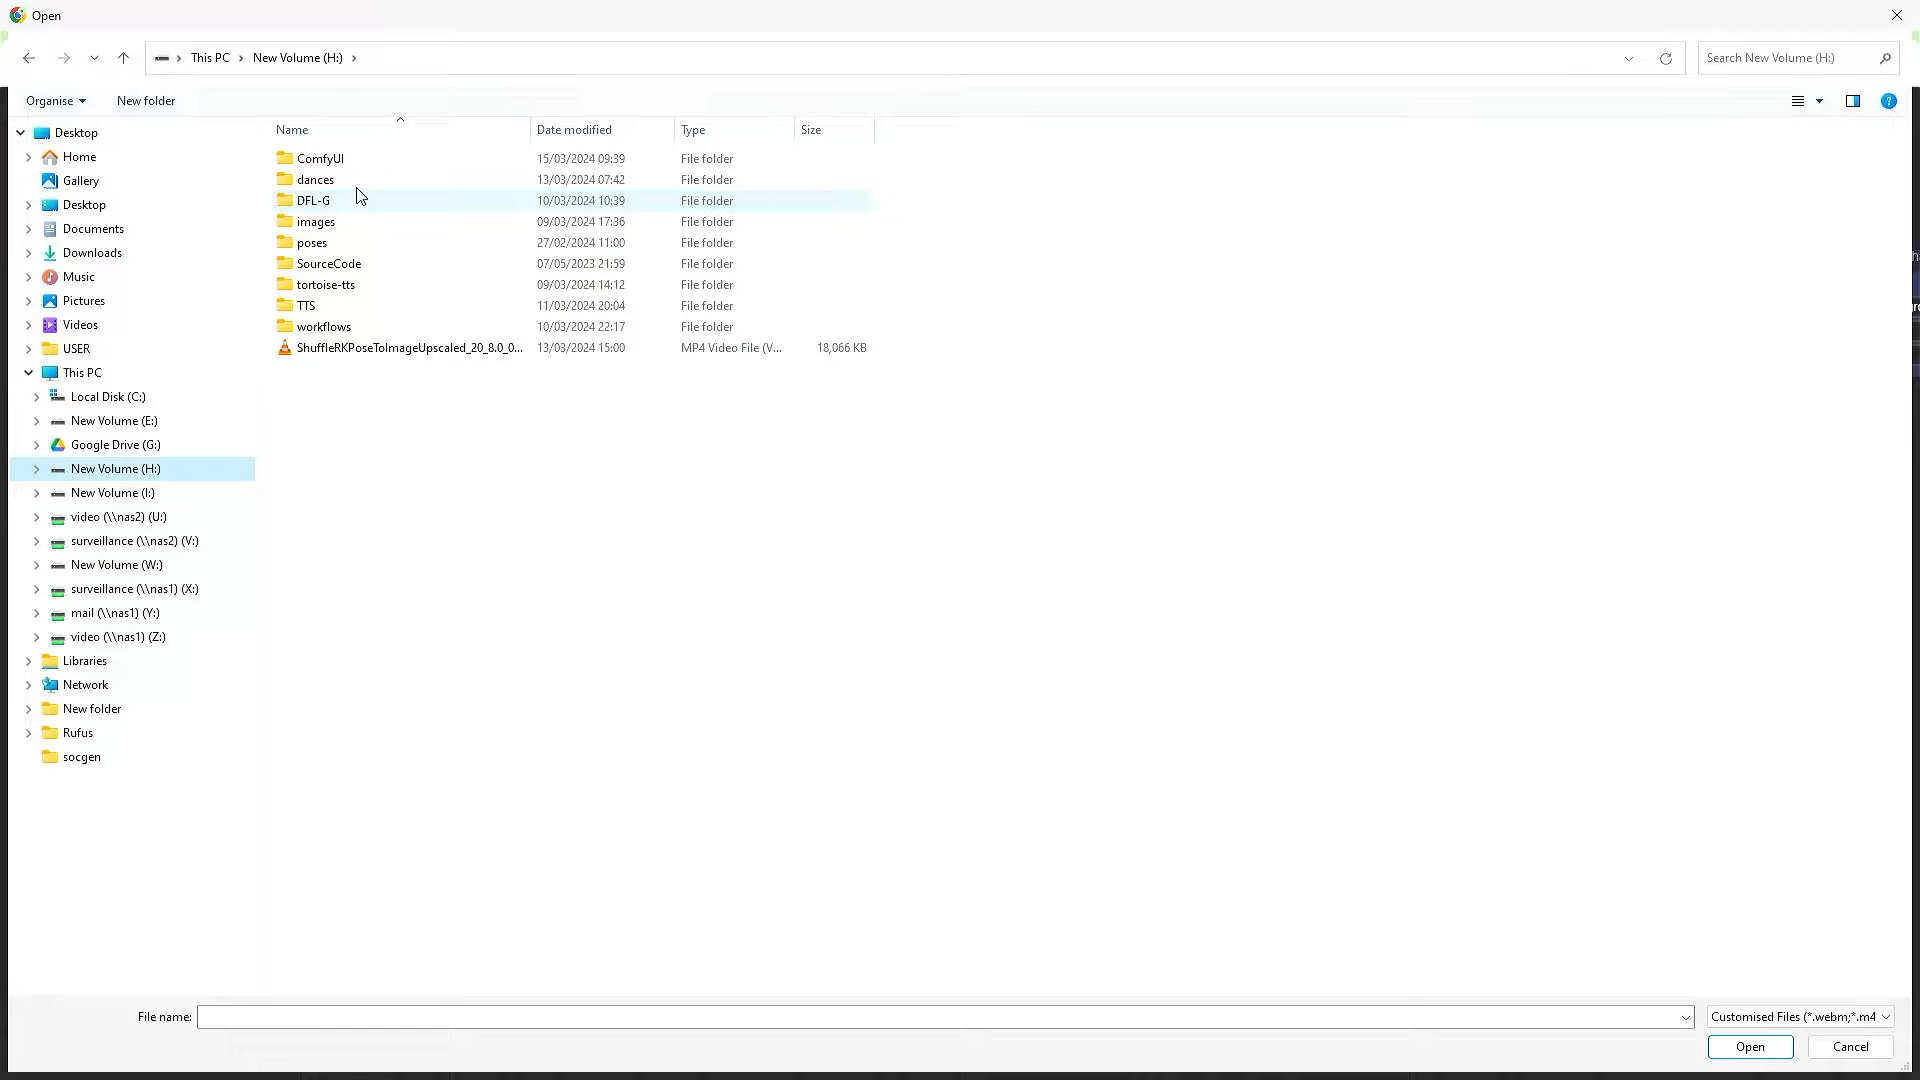 Open
This PC
New Volume (H:)
Search New Volume (H:)
Organise
New folder
Name
Date modified
Type
Size
ComfyUI 15/03/2024 09:39 File folder
dances 13/03/2024 07:42 File folder
DFL-G 10/03/2024 10:39 File folder
images 09/03/2024 17:36 File folder
poses 27/02/2024 11:00 File folder
SourceCode 07/05/2023 21:59 File folder
tortoise-tts 09/03/2024 14:12 File folder
TTS 11/03/2024 20:04 File folder
workflows 10/03/2024 22:17 File folder
ShuffleRKPoseToImageUpscaled_20_8.0_0... 13/03/2024 15:00 MP4 Video File (V... 18,066 KB
Desktop
Home
Gallery
Desktop
Documents
Downloads
Music
Pictures
Videos
USER
This PC
Local Disk (C:)
New Volume (E:)
Google Drive (G:)
New Volume (H:)
New Volume (I:)
video (\\nas2) (U:)
surveillance (\\nas2) (V:)
New Volume (W:)
surveillance (\\nas1) (X:)
mail (\\nas1) (Y:)
video (\\nas1) (Z:)
Libraries
Network
New folder
Rufus
socgen
File name:
Customised Files (*.webm;*.m4
Open
Cancel